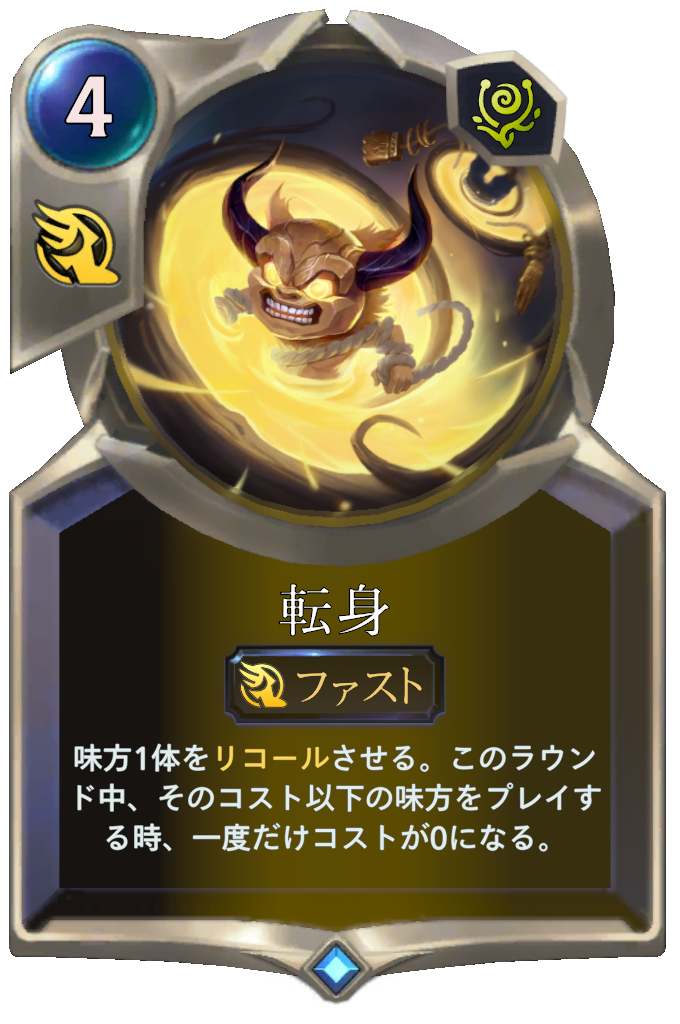 4
転身
ファスト
味方1体をリコールさせる。このラウン
ド中、そのコスト以下の味方をプレイす
る時、一度だけコストが0になる。